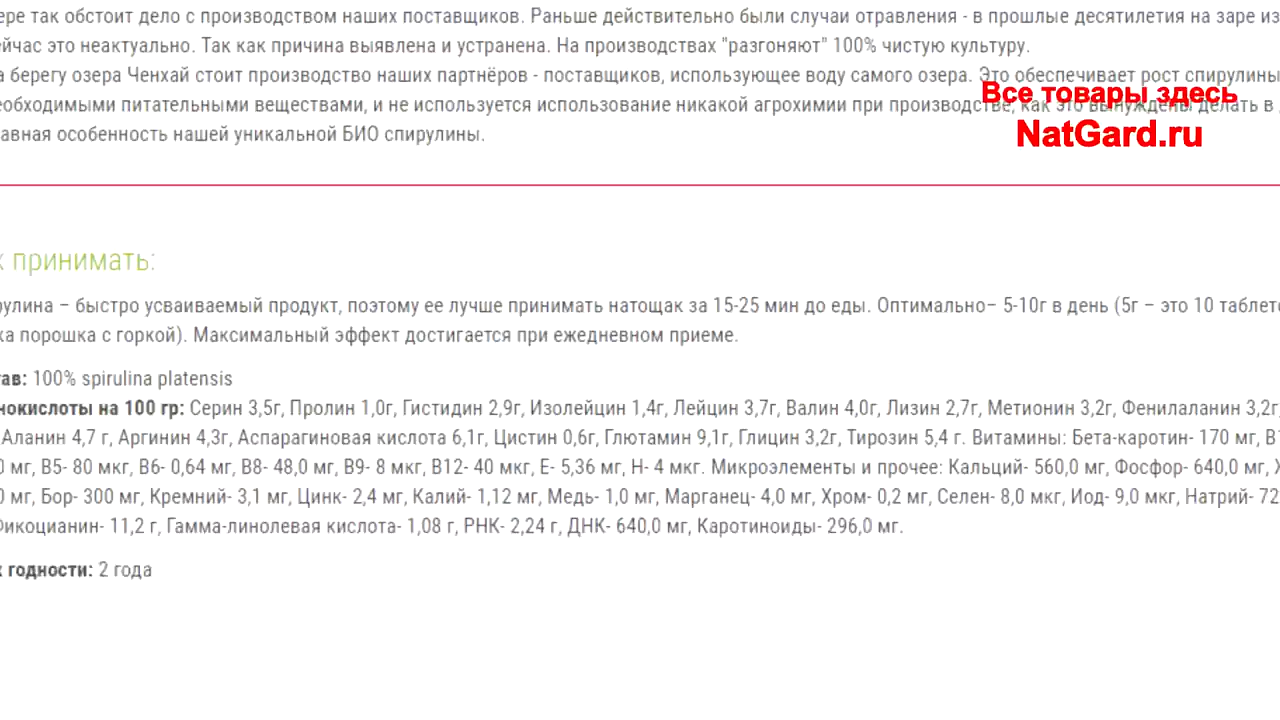 ере так обстоит дело с производством наших поставщиков. Раньше действительно были случаи отравления - в прошлые десятилетия на заре из
ейчас это неактуально. Так как причина выявлена и устранена. На производствах "разгоняют" 100% чистую культуру.
а берегу озера Ченхай стоит производство наших партнёров - поставщиков, использующее воду самого озера. Это обеспечивает рост спирулины
еобходимыми питательными веществами, и не используется использование никакой агрохимии при производстве, как это вынуждены делать в
авная особенность нашей уникальной БИО спирулины.
Все товары здесь
NatGard.ru
к принимать:
рулина – быстро усваиваемый продукт, поэтому ее лучше принимать натощак за 15-25 мин до еды. Оптимально– 5-10г в день (5г – это 10 таблето
ка порошка с горкой). Максимальный эффект достигается при ежедневном приеме.
тав: 100% spirulina platensis
нокислоты на 100 гр: Серин 3,5г, Пролин 1,0г, Гистидин 2,9г, Изолейцин 1,4г, Лейцин 3,7г, Валин 4,0г, Лизин 2,7г, Метионин 3,2г, Фенилаланин 3,2г,
Аланин 4,7 г, Аргинин 4,3г, Аспарагиновая кислота 6,1г, Цистин 0,6г, Глютамин 9,1г, Глицин 3,2г, Тирозин 5,4 г. Витамины: Бета-каротин- 170 мг, В1
0 мг, В5- 80 мкг, В6- 0,64 мг, В8- 48,0 мг, В9- 8 мкг, В12- 40 мкг, Е- 5,36 мг, Н- 4 мкг. Микроэлементы и прочее: Кальций- 560,0 мг, Фосфор- 640,0 мг, Х
0 мг, Бор- 300 мг, Кремний- 3,1 мг, Цинк- 2,4 мг, Калий- 1,12 мг, Медь- 1,0 мг, Марганец- 4,0 мг, Хром- 0,2 мг, Селен- 8,0 мкг, Иод- 9,0 мкг, Натрий- 72
Фикоцианин- 11,2 г, Гамма-линолевая кислота- 1,08 г, РНК- 2,24 г, ДНК- 640,0 мг, Каротиноиды- 296,0 мг.
к годности: 2 года